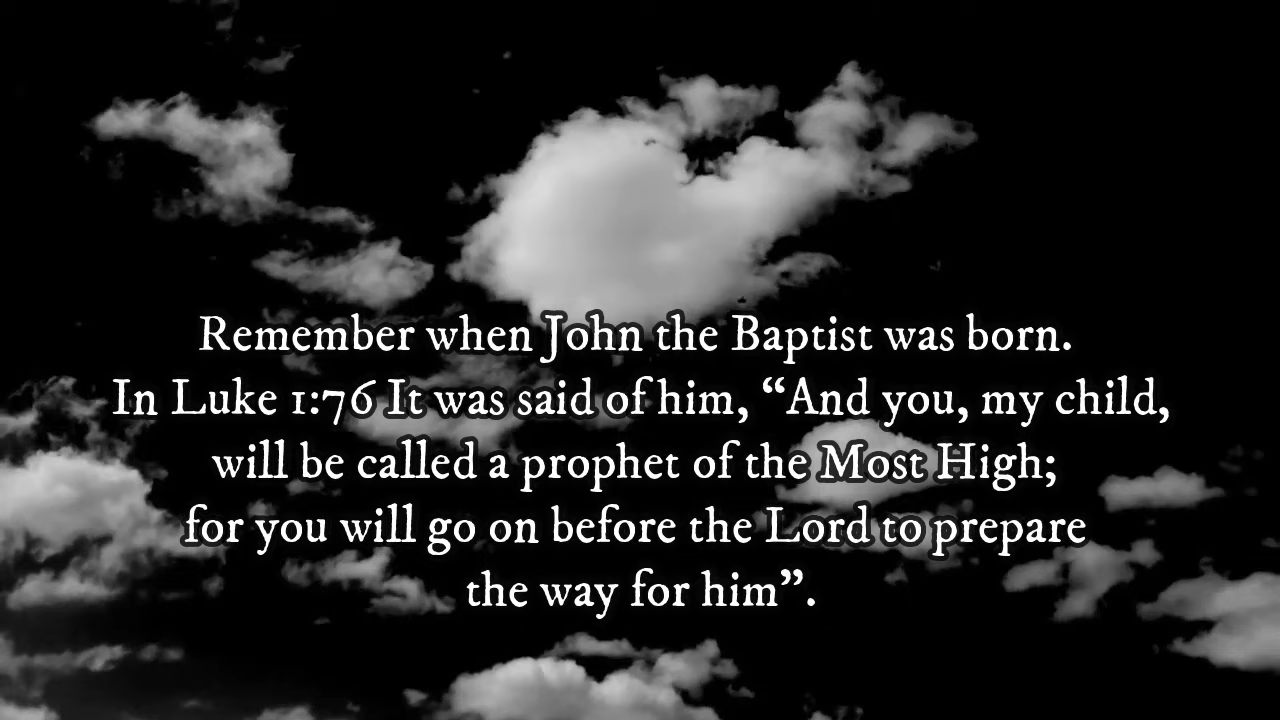 Remember when John the Baptist was born.
In Luke 1:76 It was said of him, “And you, my child,
will be called a prophet of the Most High;
for you will go on before the Lord to prepare
the way for him”.